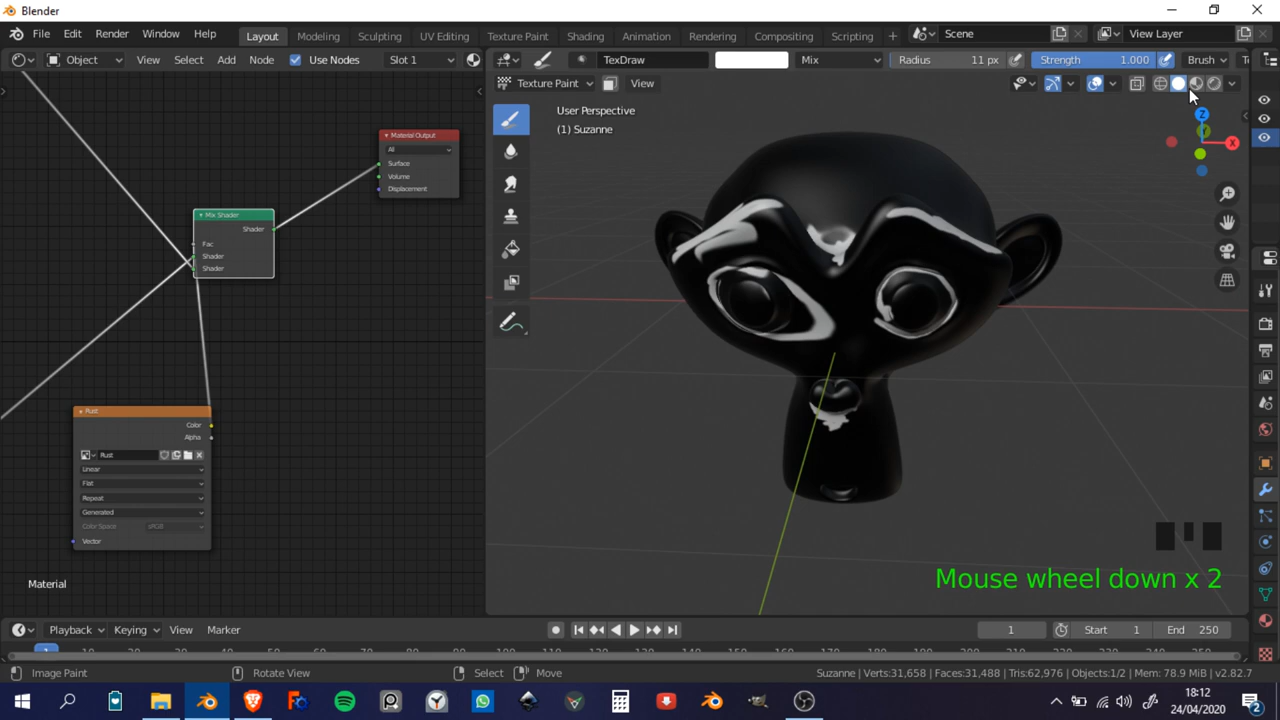 Blender
File Edit Render Window Help
Layout Modeling Sculpting UV Editing Texture Paint Shading Animation Rendering Compositing Scripting
Scene
View Layer
Object View Select Add Node Use Nodes Slot 1
TexDraw Mix Radius 11 px Strength 1.000 Brush
Texture Paint View
User Perspective
(1) Suzanne
Z
Y
X
Material Output
All
Surface
Volume
Displacement
Mix Shader
Shader
Fac
Shader
Shader
Rust
Color
Alpha
Rust
Linear
Flat
Repeat
Generated
Color Space sRGB
Vector
Material
Mouse wheel down x 2
Playback Keying View Marker
1 Start 1 End 250
1
Image Paint Rotate View Select Move
Suzanne | Verts:31,658 | Faces:31,488 | Tris:62,976 | Objects:1/2 | Mem: 78.9 MiB | v2.82.7
18:12
24/04/2020
2